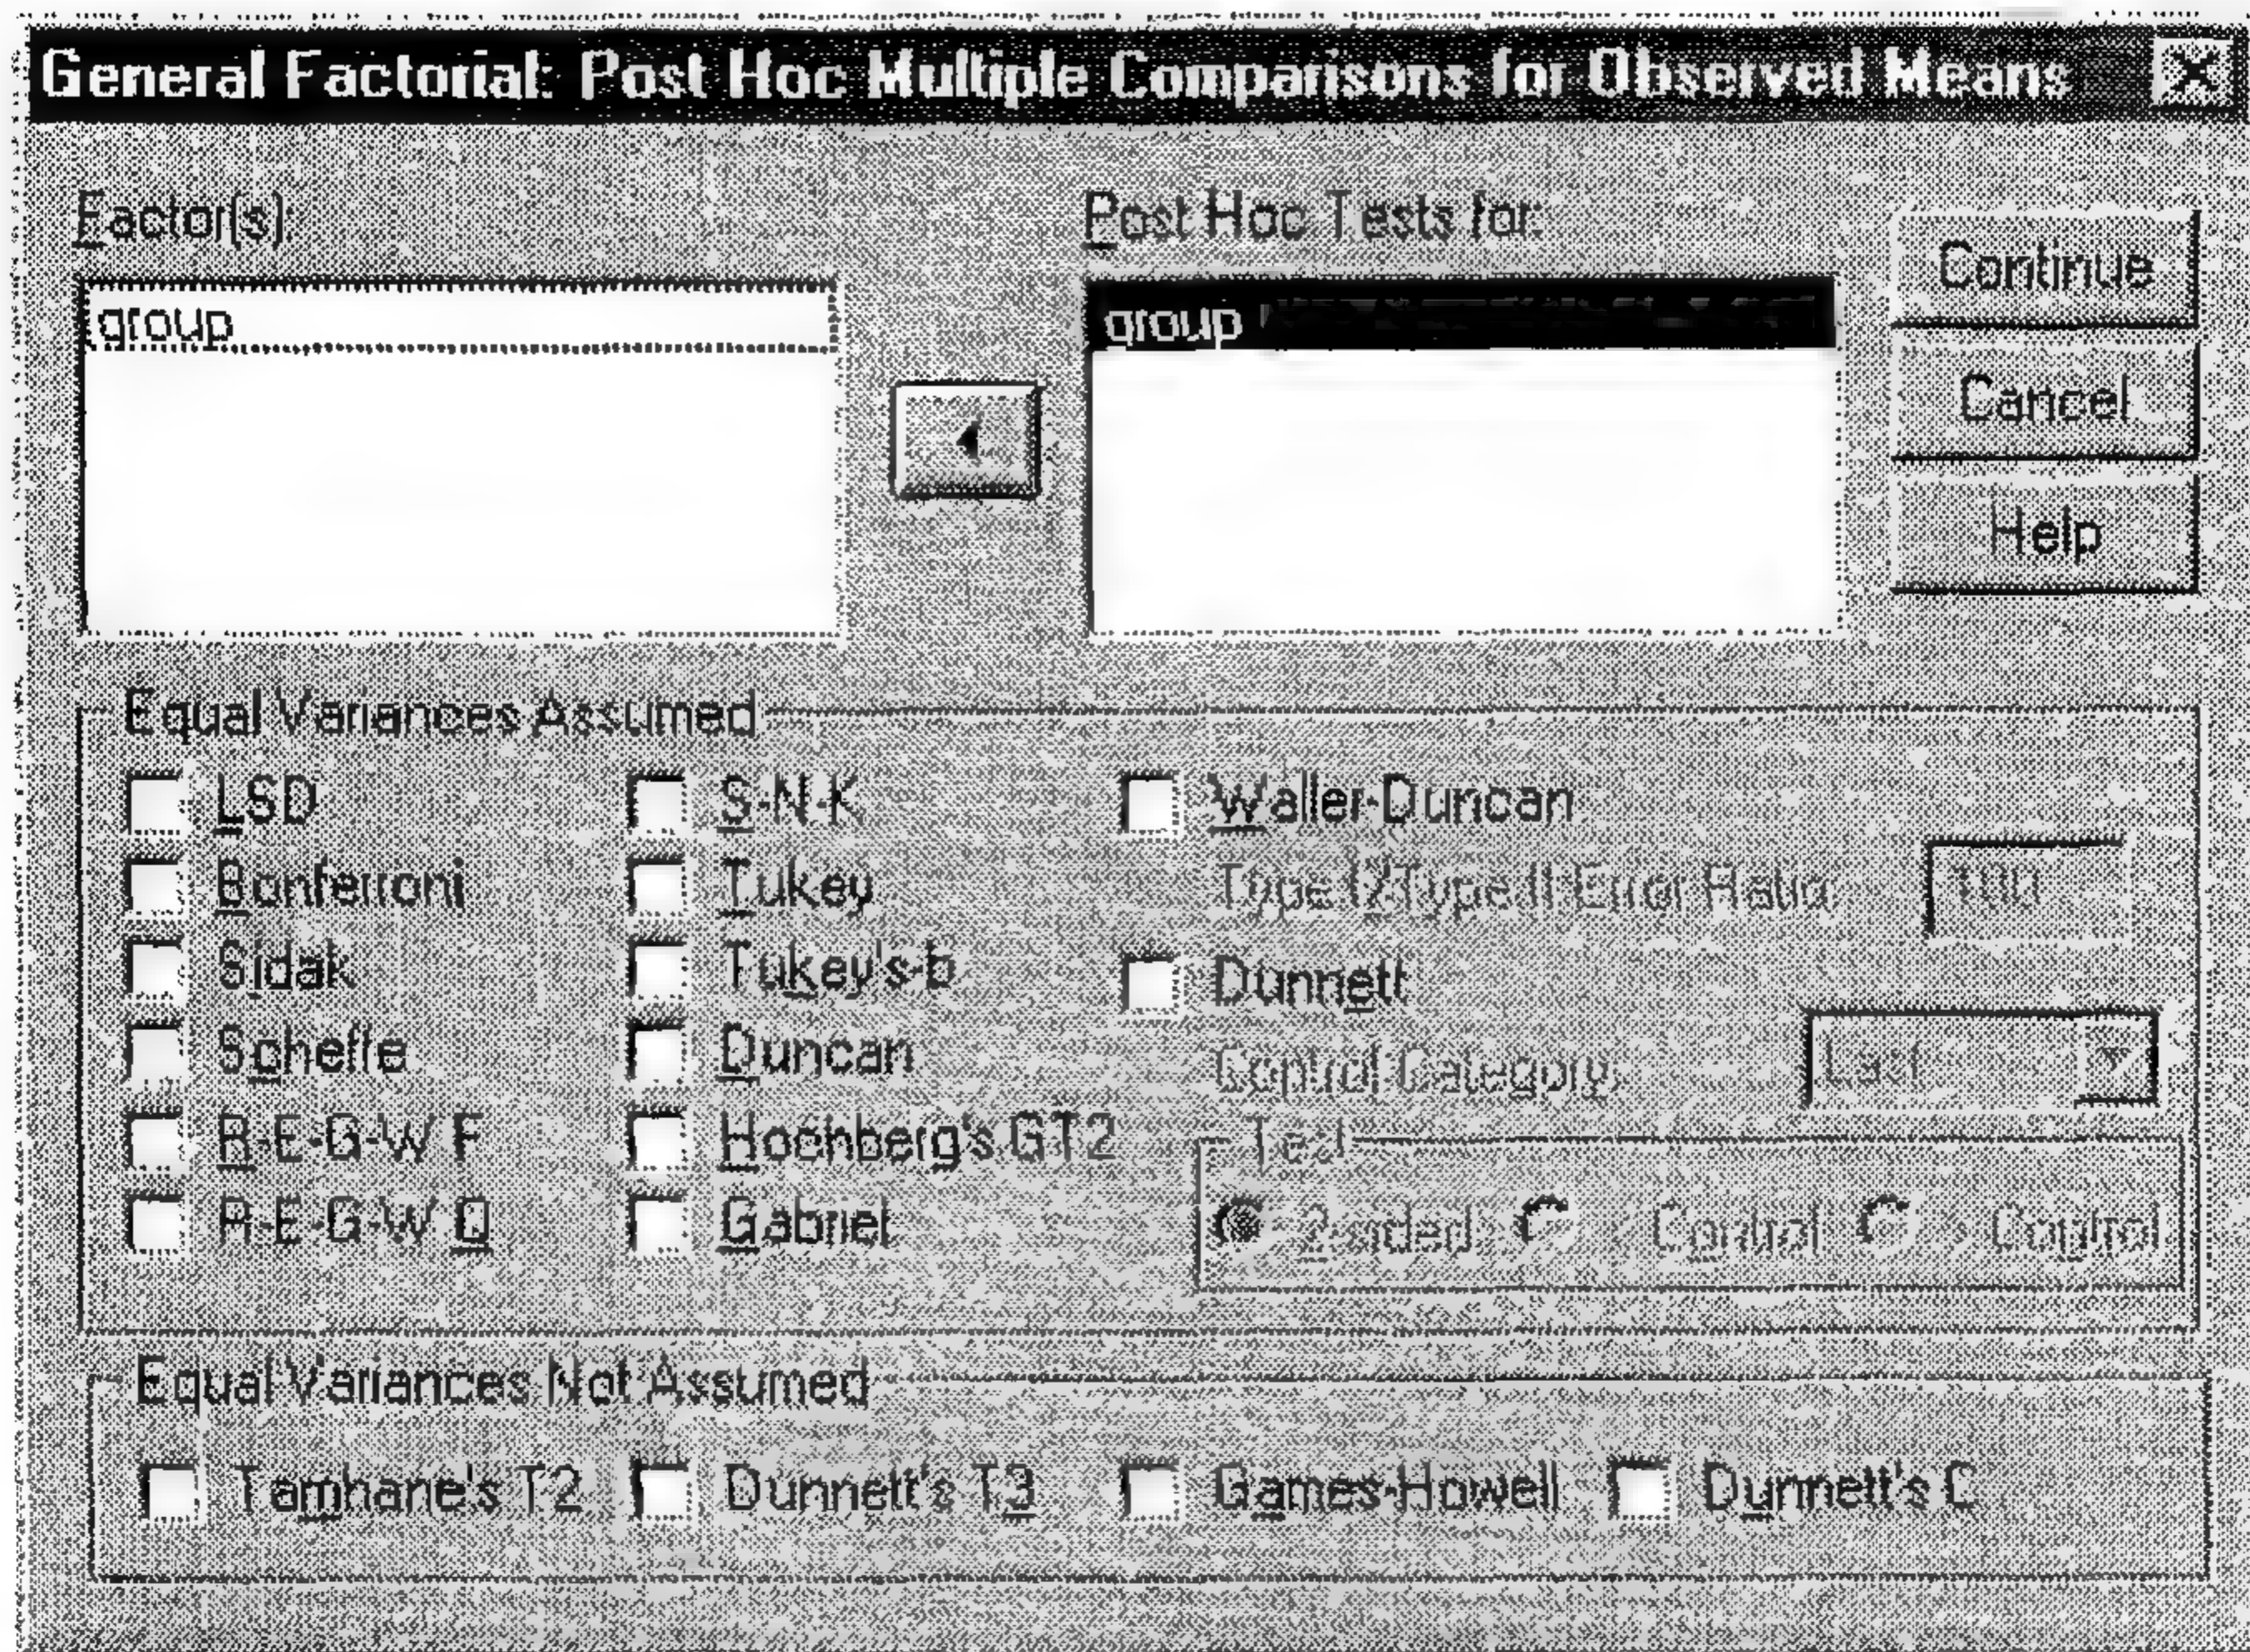 General Factorial: Post Hoc Multiple Comparisons for Observed Means
Factor(s):
Post Hoc Tests for:
group
group
Continue
Cancel
Help
Equal Variances Assumed
LSD
S-N-K
Waller-Duncan
Bonferroni
Tukey
Type I/Type II Error Ratio:
100
Sidak
Tukey's-b
Dunnett
Scheffe
Duncan
Control Category:
Last
R-E-G-W F
Hochberg's GT2
Test
R-E-G-W Q
Gabriel
2-sided
Control
> Control
Equal Variances Not Assumed
Tamhane's T2
Dunnett's T3
Games-Howell
Dunnett's C